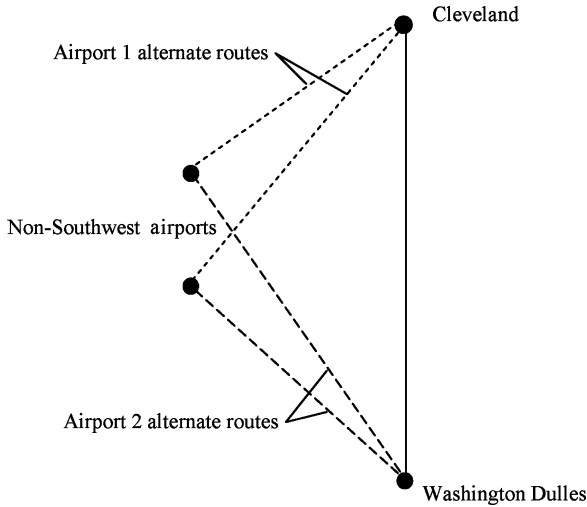 Cleveland
Airport 1 alternate routes
Non-Southwest airports
Airport 2 alternate routes
Washington Dulles